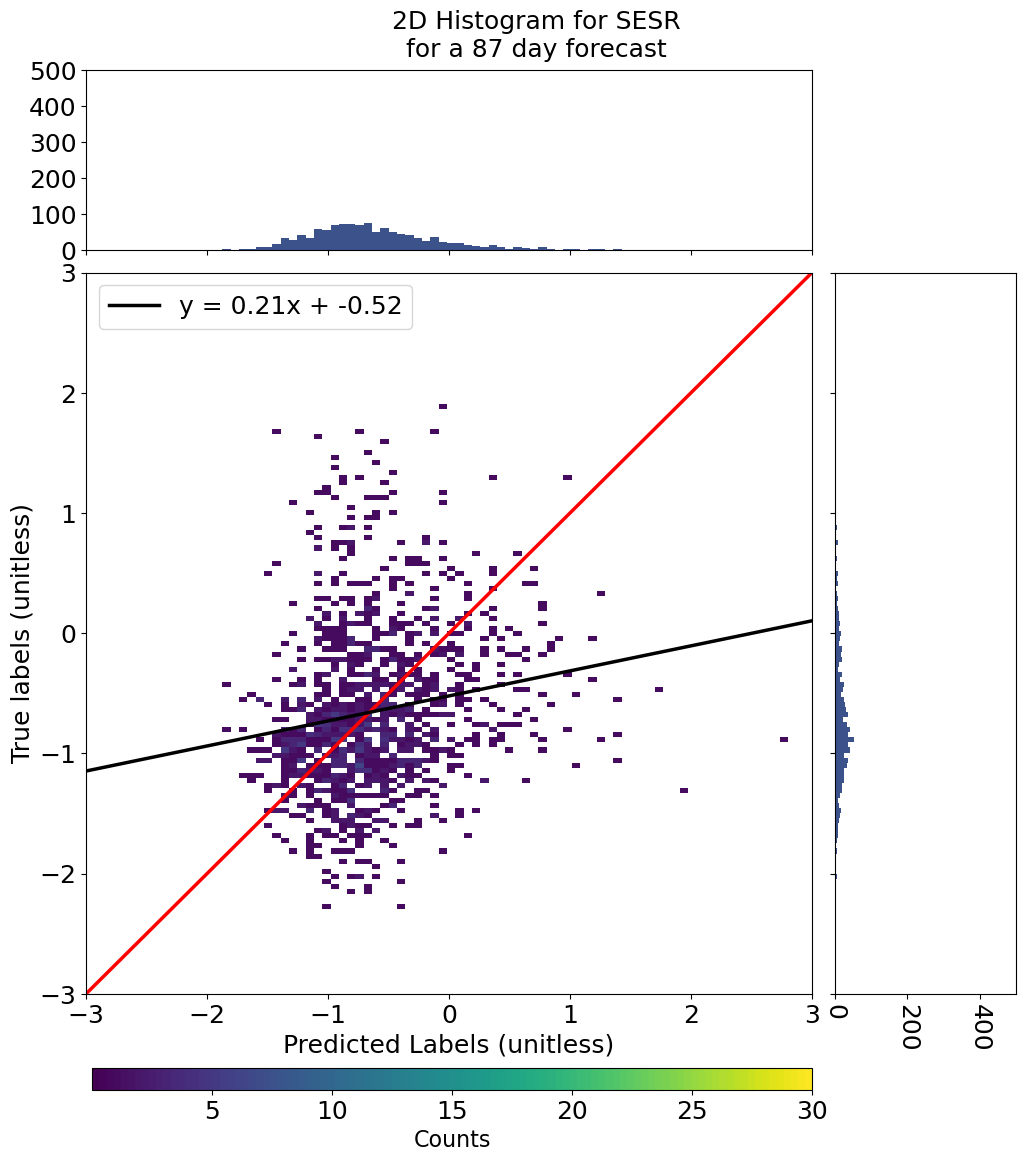 2D Histogram for SESR
for a 87 day forecast
500
400
300
200
100
0
3
2
1
0
−1
−2
−3
True labels (unitless)
y = 0.21x + -0.52
−3 −2 −1 0 1 2 3
Predicted Labels (unitless)
0 200 400
5 10 15 20 25 30
Counts